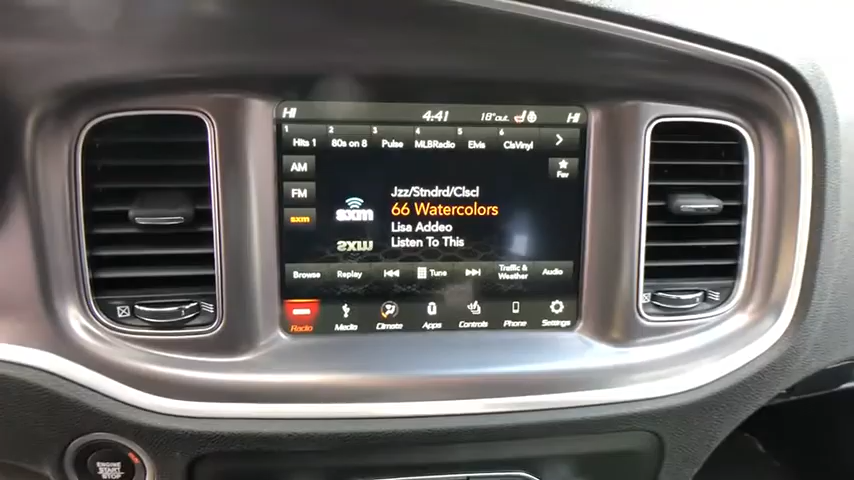 HI 4:41 18°out HI
1 2 3 4 5 6
Hits 1 80s on 8 Pulse MLBRadio Elvis ClsVinyl
AM
FM
sxm
Fav
Jzz/Stndrd/Clscl
66 Watercolors
Lisa Addeo
Listen To This
sxm
Browse Replay Tune Traffic & Weather Audio
Radio Media Climate Apps Controls Phone Settings
ENGINE
START
STOP